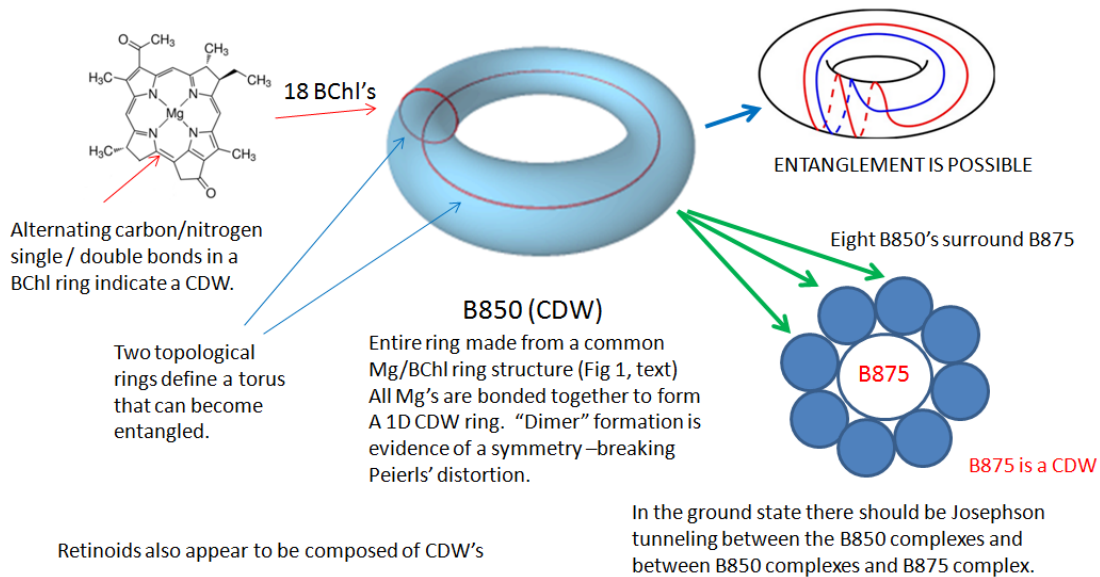 O
CH₃
CH₃
H₃C
CH₃
N
N
Mg
N
N
H₃C
CH₃
O
18 BChl's
ENTANGLEMENT IS POSSIBLE
Alternating carbon/nitrogen
single / double bonds in a
BChl ring indicate a CDW.
Eight B850's surround B875
B850 (CDW)
Entire ring made from a common
Mg/BChl ring structure (Fig 1, text)
All Mg's are bonded together to form
A 1D CDW ring. “Dimer” formation is
evidence of a symmetry –breaking
Peierls' distortion.
Two topological
rings define a torus
that can become
entangled.
B875
B875 is a CDW
In the ground state there should be Josephson
tunneling between the B850 complexes and
between B850 complexes and B875 complex.
Retinoids also appear to be composed of CDW's